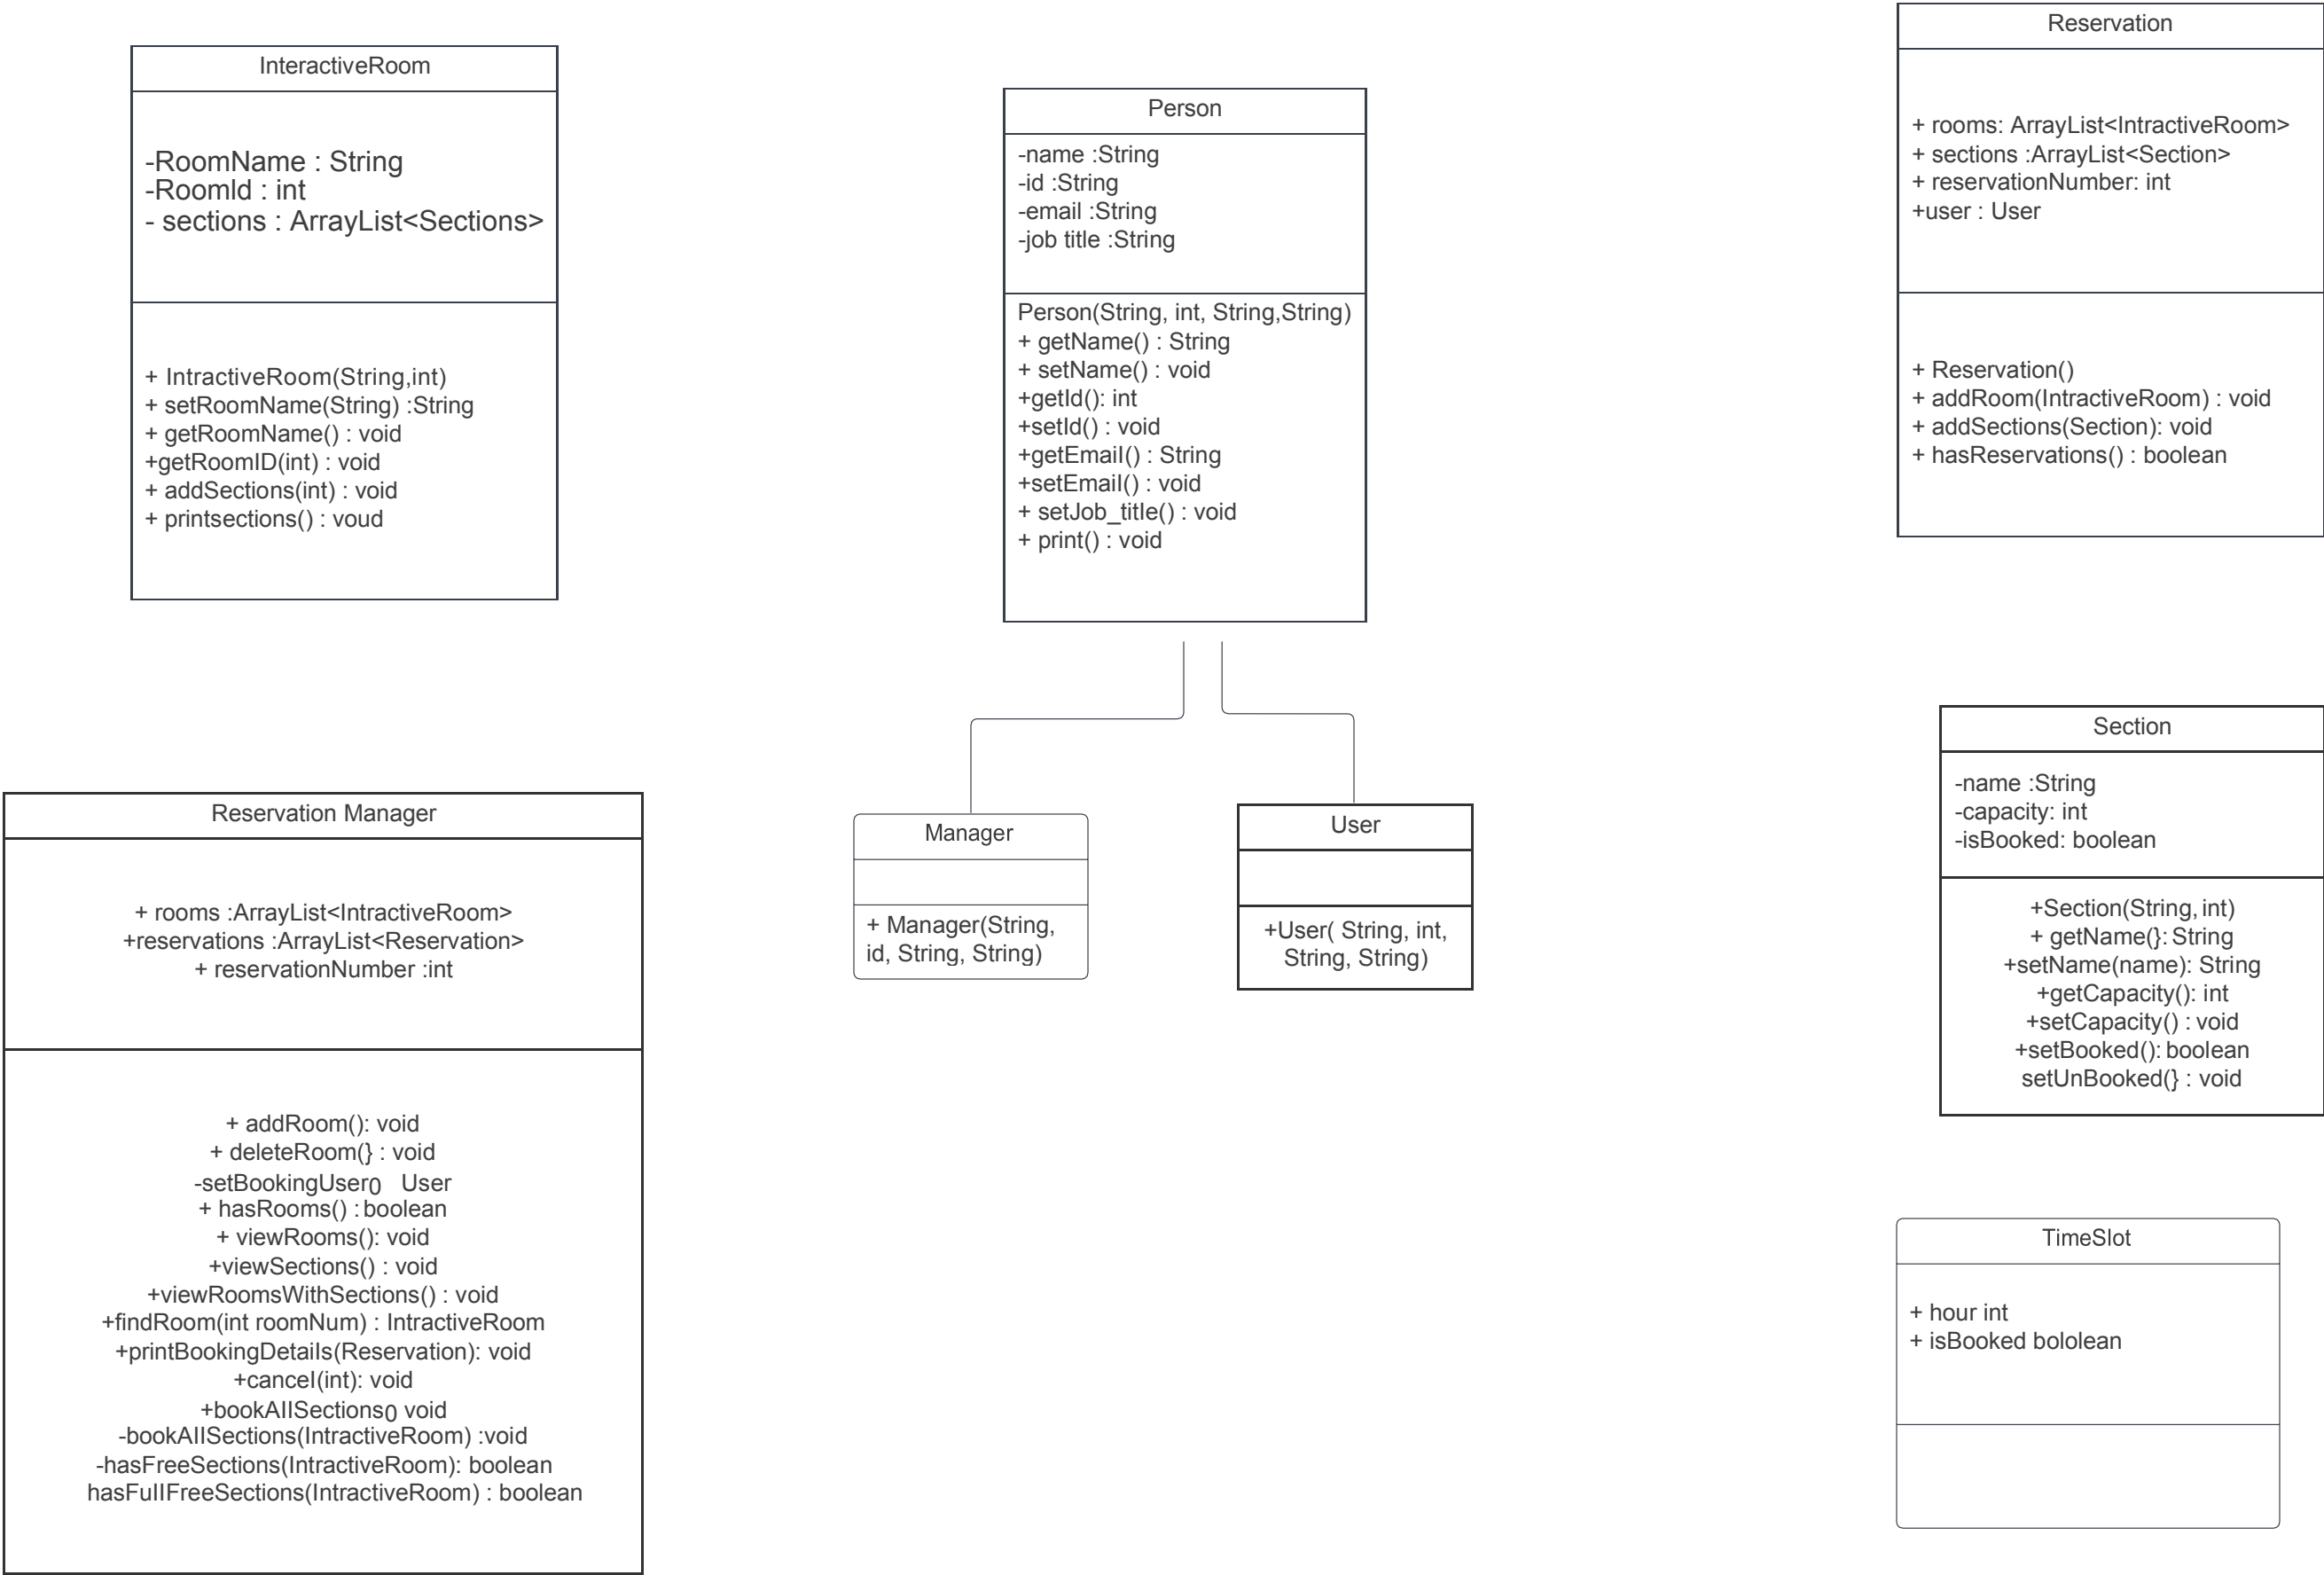 InteractiveRoom
-RoomName : String
-RoomId : int
- sections : ArrayList<Sections>
+ IntractiveRoom(String,int)
+ setRoomName(String) :String
+ getRoomName() : void
+getRoomID(int) : void
+ addSections(int) : void
+ printsections() : voud
Person
-name :String
-id :String
-email :String
-job title :String
Person(String, int, String,String)
+ getName() : String
+ setName() : void
+getId(): int
+setId() : void
+getEmail() : String
+setEmail() : void
+ setJob_title() : void
+ print() : void
Reservation
+ rooms: ArrayList<IntractiveRoom>
+ sections :ArrayList<Section>
+ reservationNumber: int
+user : User
+ Reservation()
+ addRoom(IntractiveRoom) : void
+ addSections(Section): void
+ hasReservations() : boolean
Reservation Manager
+ rooms :ArrayList<IntractiveRoom>
+reservations :ArrayList<Reservation>
+ reservationNumber :int
+ addRoom(): void
+ deleteRoom(} : void
-setBookingUser() User
+ hasRooms() : boolean
+ viewRooms(): void
+viewSections() : void
+viewRoomsWithSections() : void
+findRoom(int roomNum) : IntractiveRoom
+printBookingDetails(Reservation): void
+cancel(int): void
+bookAllSections() void
-bookAllSections(IntractiveRoom) :void
-hasFreeSections(IntractiveRoom): boolean
hasFullFreeSections(IntractiveRoom) : boolean
Manager
+ Manager(String,
id, String, String)
User
+User( String, int,
String, String)
Section
-name :String
-capacity: int
-isBooked: boolean
+Section(String, int)
+ getName(}: String
+setName(name): String
+getCapacity(): int
+setCapacity() : void
+setBooked(): boolean
setUnBooked(} : void
TimeSlot
+ hour int
+ isBooked bololean